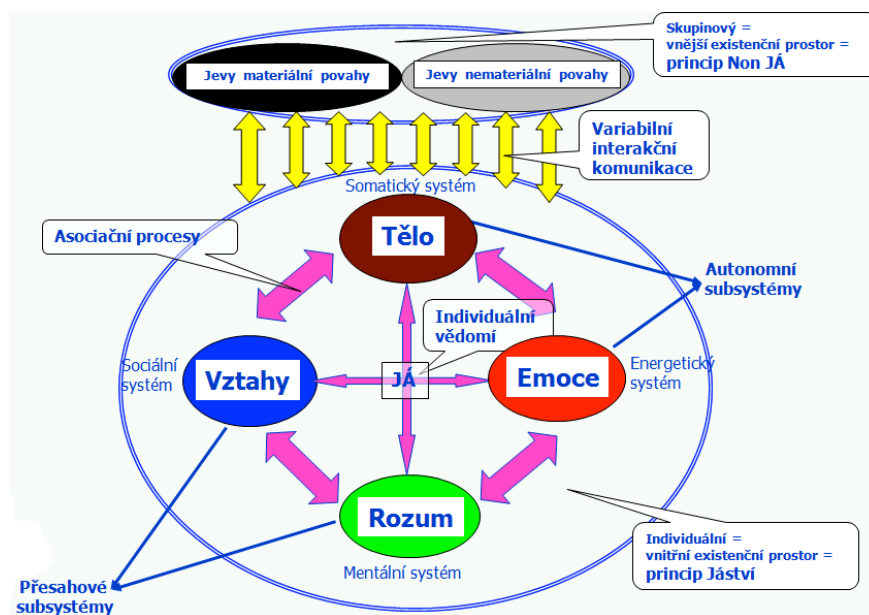 Skupinový =
vnější existenční prostor =
princip Non JÁ
Jevy materiální povahy
Jevy nemateriální povahy
Variabilní
interakční
komunikace
Somatický systém
Asociační procesy
Tělo
Autonomní
subsystémy
Individuální
vědomí
Sociální
systém
Vztahy
JÁ
Emoce
Energetický
systém
Rozum
Mentální systém
Individuální =
vnitřní existenční prostor =
princip Jáství
Přesahové
subsystémy